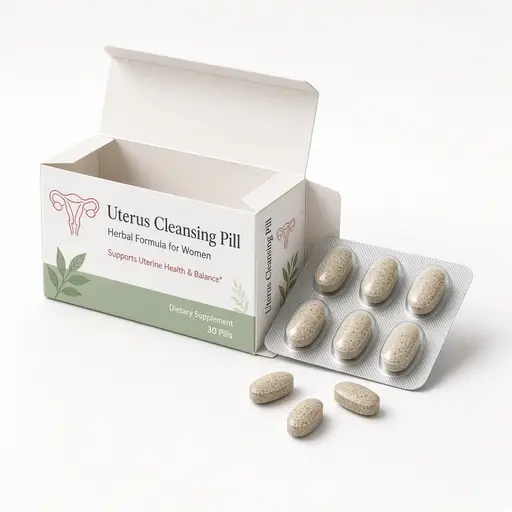 Uterus Cleansing Pill
Herbal Formula for Women
Supports Uterine Health & Balance*
Dietary Supplement
30 Pills
Uterus Cleansing Pill